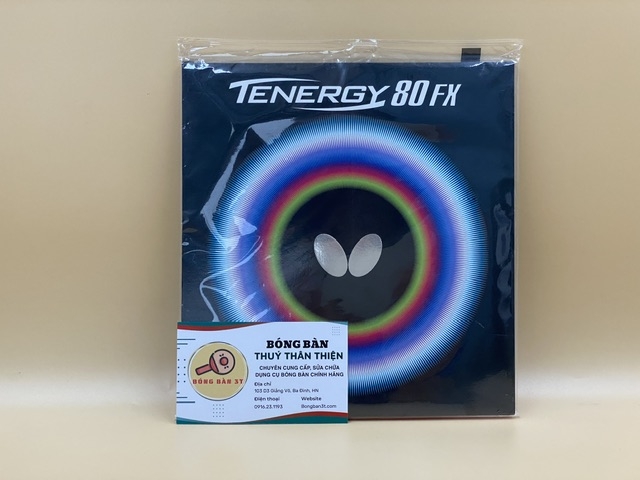 TENERGY 80 FX
BÓNG BÀN
THUÝ THÂN THIỆN
CHUYÊN CUNG CẤP, SỬA CHỮA
DỤNG CỤ BÓNG BÀN CHÍNH HÃNG
BÓNG BÀN 3T
Địa chỉ
103 D3 Giảng Võ, Ba Đình, HN
Điện thoại Website
0916.23.1193 Bongban3t.com